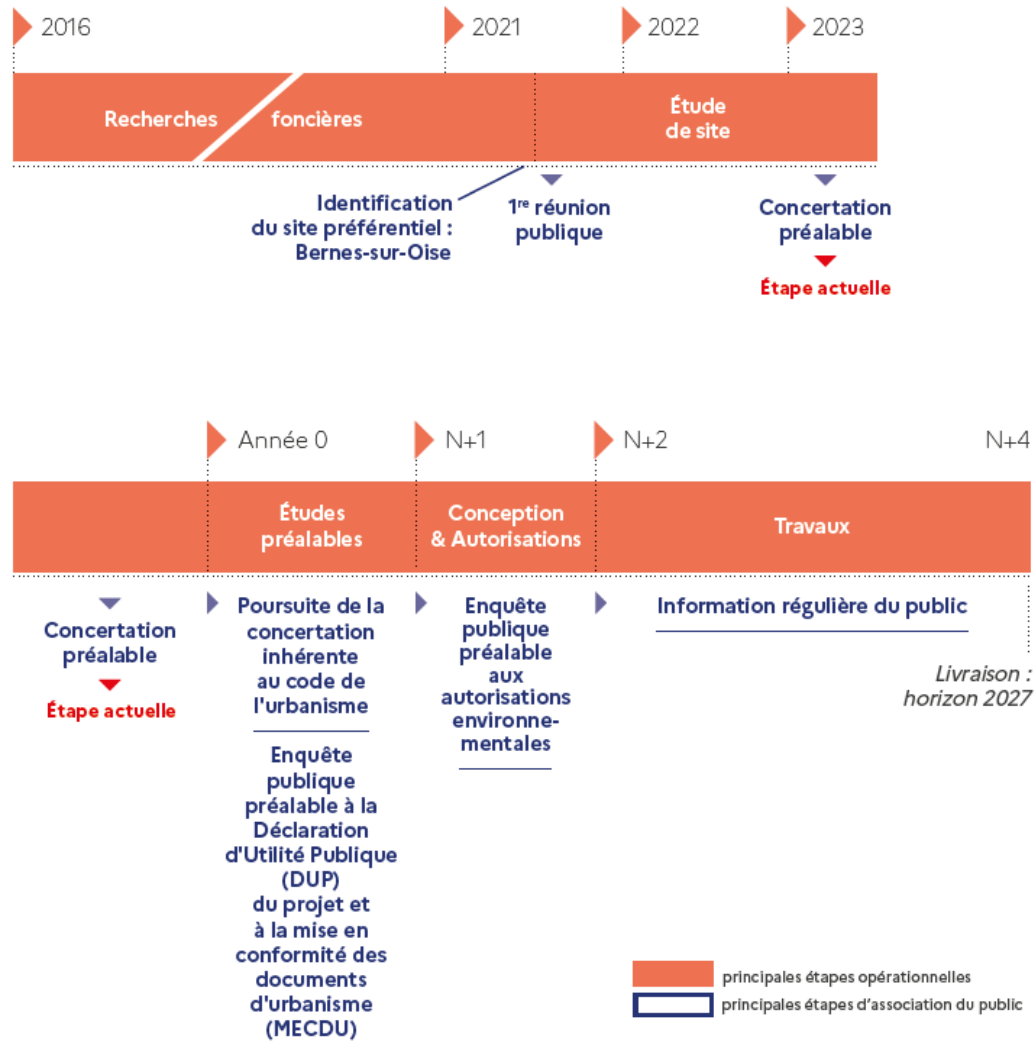 2016
2021
2022
2023
Recherches foncières
Étude
de site
Identification
du site préférentiel :
Bernes-sur-Oise
1re réunion
publique
Concertation
préalable
Étape actuelle
Année 0
N+1
N+2
N+4
Études
préalables
Conception
& Autorisations
Travaux
Concertation
préalable
Étape actuelle
Poursuite de la
concertation
inhérente
au code de
l'urbanisme
Enquête
publique
préalable à la
Déclaration
d'Utilité Publique
(DUP)
du projet et
à la mise en
conformité des
documents
d'urbanisme
(MECDU)
Enquête
publique
préalable
aux
autorisations
environne-
mentales
Information régulière du public
Livraison :
horizon 2027
principales étapes opérationnelles
principales étapes d'association du public